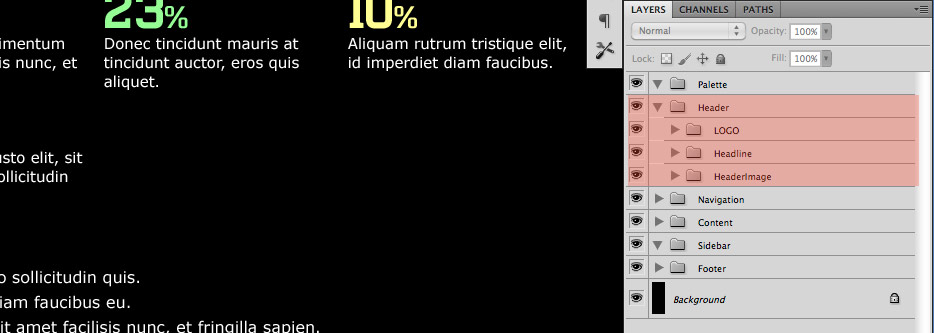 23%
10%
imentum
is nunc, et
Donec tincidunt mauris at
tincidunt auctor, eros quis
aliquet.
Aliquam rutrum tristique elit,
id imperdiet diam faucibus.
usto elit, sit
ollicitudin
o sollicitudin quis.
iam faucibus eu.
it amet facilisis nunc, et fringilla sapien.
LAYERS
CHANNELS
PATHS
Normal
Opacity: 100%
Lock:
Fill: 100%
Palette
Header
LOGO
Headline
HeaderImage
Navigation
Content
Sidebar
Footer
Background